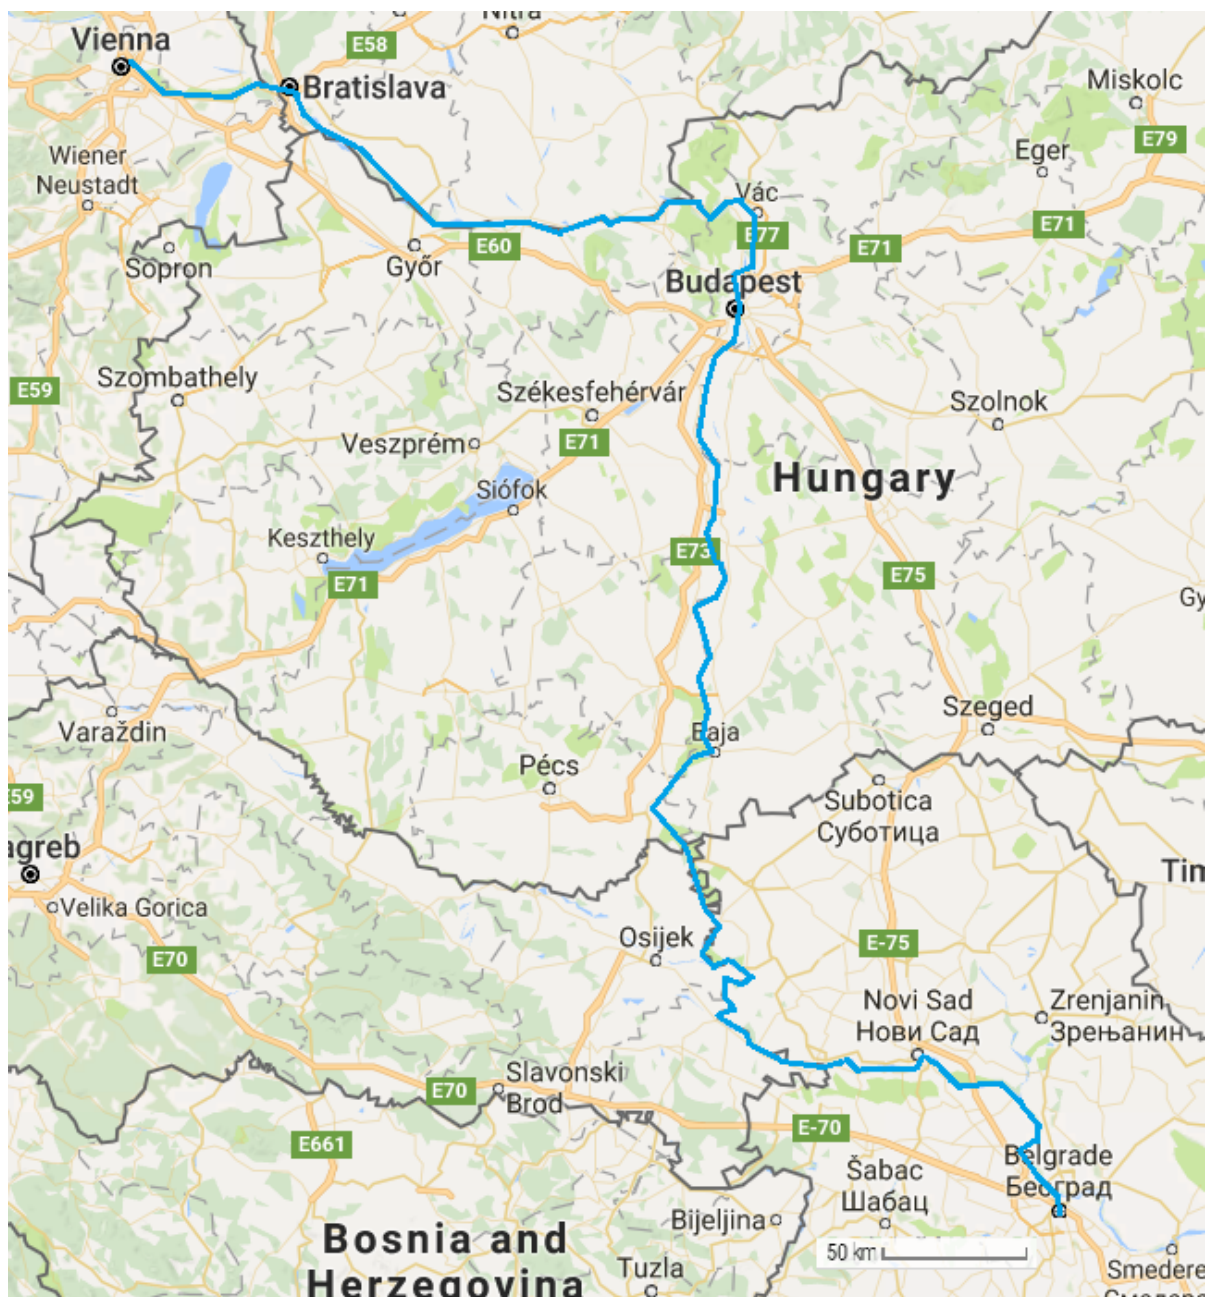 Nitra
Vienna
E58
Bratislava
Miskolc
E79
Wiener
Neustadt
Eger
Vác
E71
E77
E71
E60
Sopron
Győr
Budapest
E59
Szombathely
Székesfehérvár
Szolnok
E71
Veszprém
Hungary
Siófok
Keszthely
E73
E71
E75
Gy
Szeged
Varaždin
Baja
Pécs
E59
Subotica
Суботица
agreb
Tim
Velika Gorica
Osijek
E-75
E70
Novi Sad
Нови Сад
Zrenjanin
Зрењанин
Slavonski
Brod
E70
E-70
E661
Belgrade
Београд
Šabac
Шабац
Bijeljina
Bosnia and
Herzegovina
50 km
Tuzla
Smedere